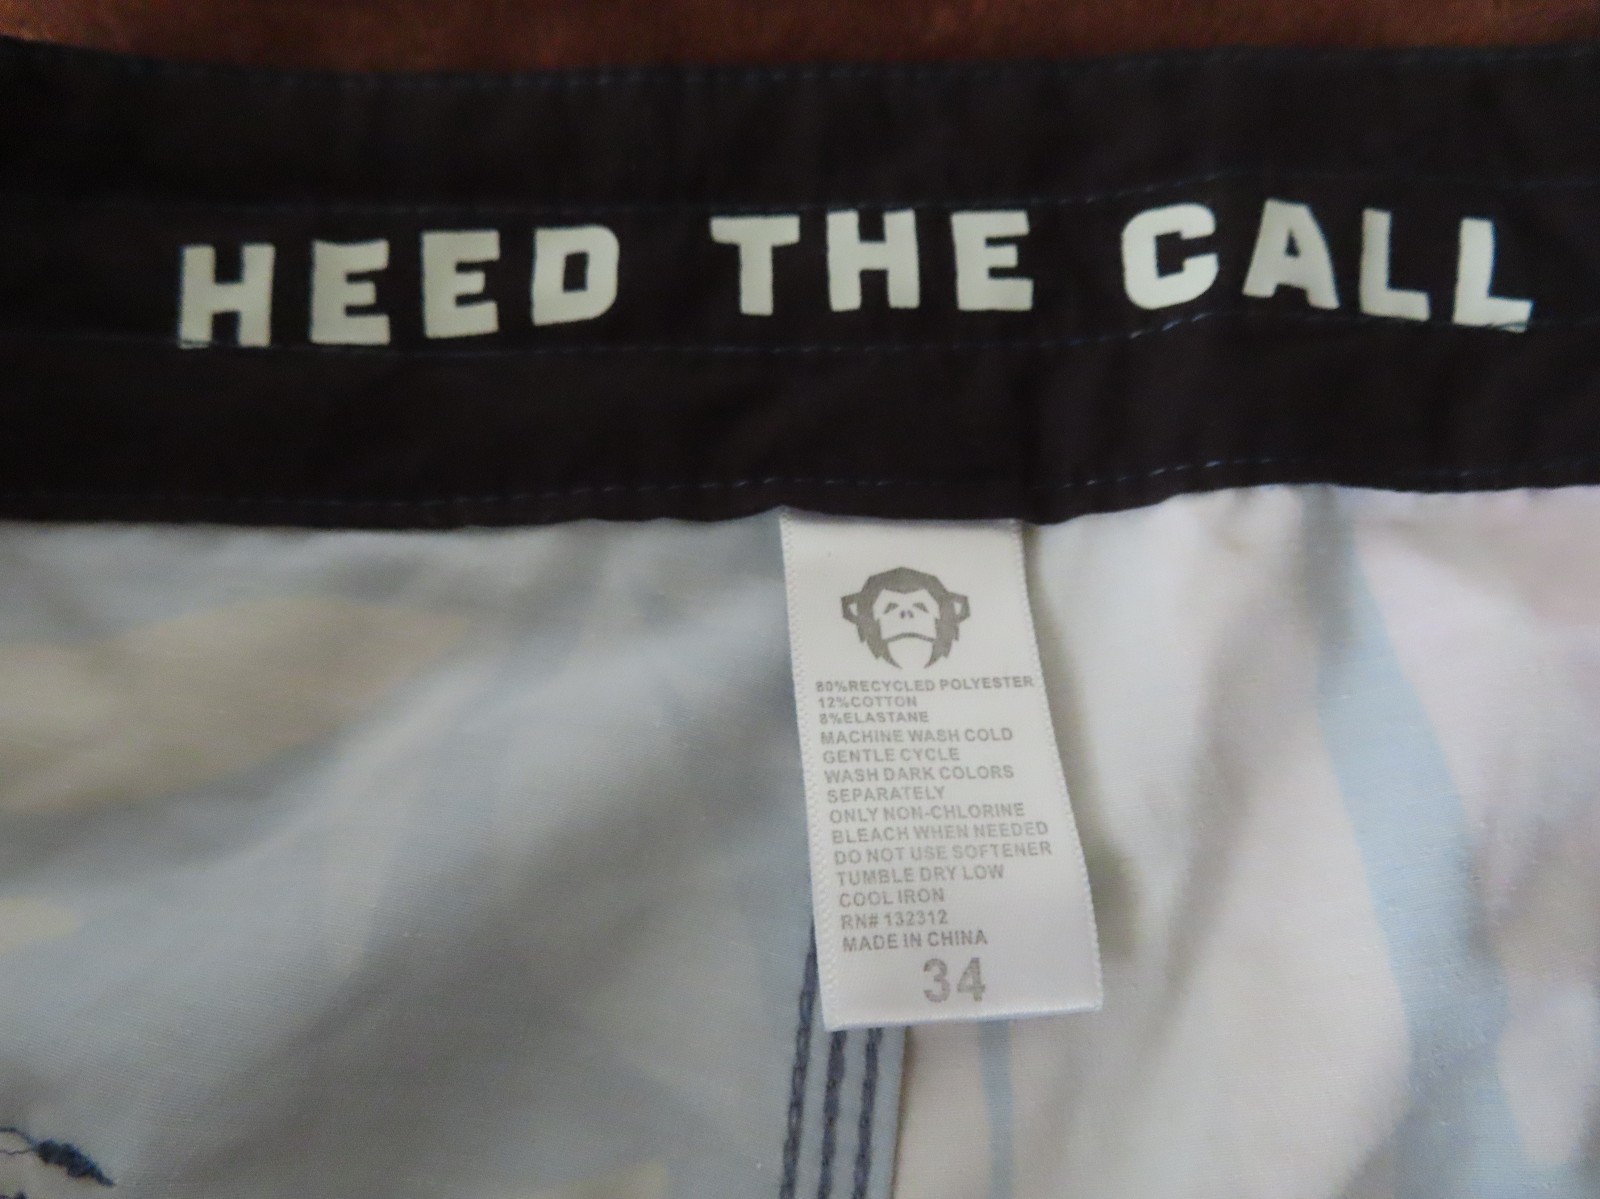 HEED THE CALL
80%RECYCLED POLYESTER
12%COTTON
8%ELASTANE
MACHINE WASH COLD
GENTLE CYCLE
WASH DARK COLORS
SEPARATELY
ONLY NON-CHLORINE
BLEACH WHEN NEEDED
DO NOT USE SOFTENER
TUMBLE DRY LOW
COOL IRON
RN# 132312
MADE IN CHINA
34